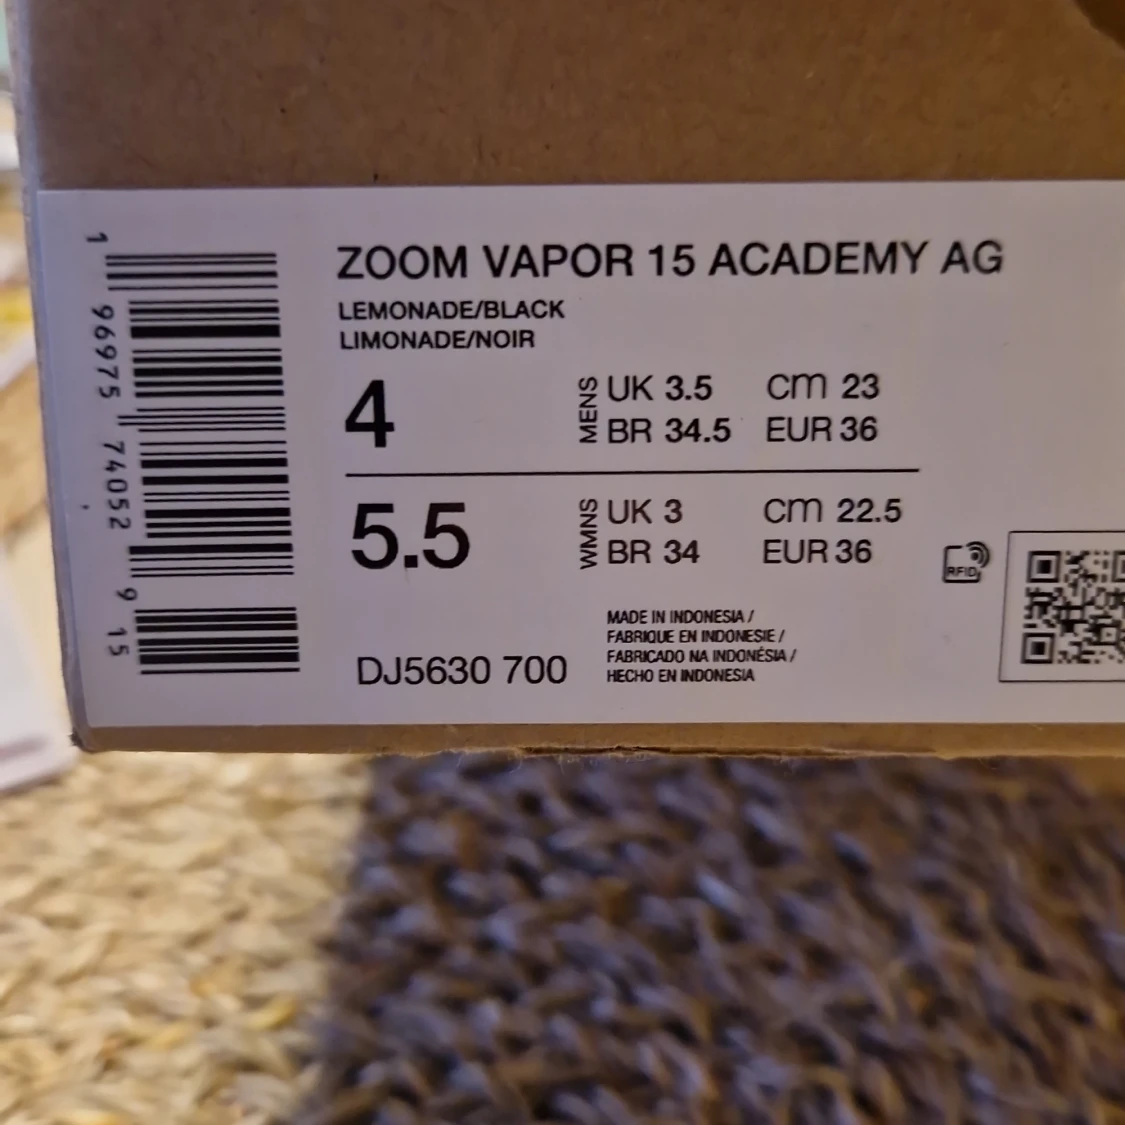 1 96975 74052 9 15
ZOOM VAPOR 15 ACADEMY AG
LEMONADE/BLACK
LIMONADE/NOIR
4
MENS
UK 3.5 cm 23
BR 34.5 EUR 36
5.5
WMNS
UK 3 cm 22.5
BR 34 EUR 36
RFID
MADE IN INDONESIA /
FABRIQUE EN INDONESIE /
FABRICADO NA INDONÉSIA /
HECHO EN INDONESIA
DJ5630 700